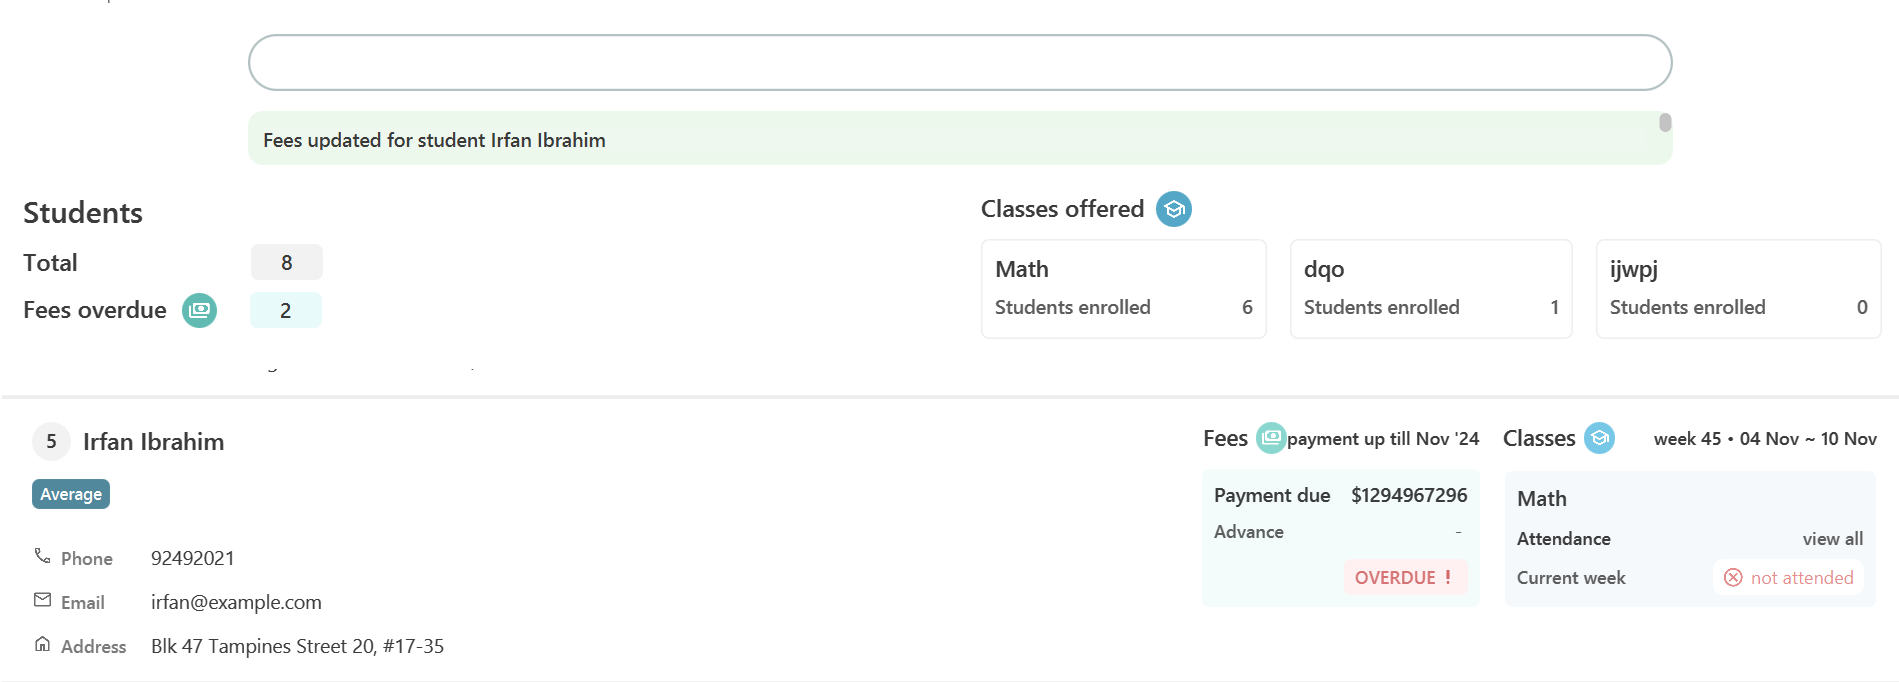 Fees updated for student Irfan Ibrahim
Students
Total 8
Fees overdue 2
Classes offered
Math
Students enrolled 6
dqo
Students enrolled 1
ijwpj
Students enrolled 0
5 Irfan Ibrahim
Average
Phone 92492021
Email irfan@example.com
Address Blk 47 Tampines Street 20, #17-35
Fees payment up till Nov '24
Payment due $1294967296
Advance -
OVERDUE !
Classes week 45 • 04 Nov ~ 10 Nov
Math
Attendance view all
Current week not attended